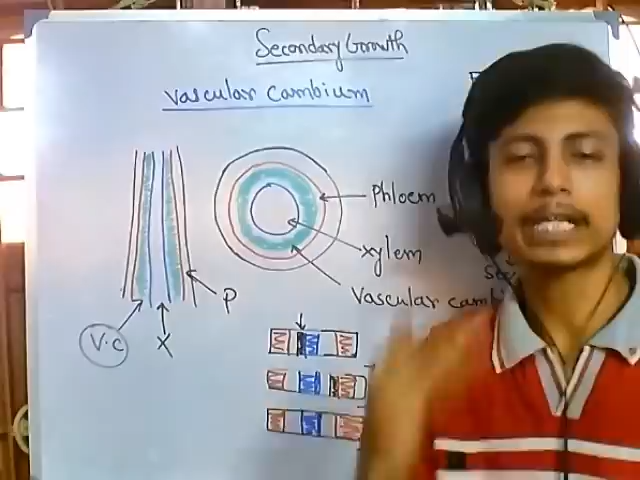 Secondary Growth
Vascular Cambium
Phloem
xylem
Vascular camb
P
V.C
X